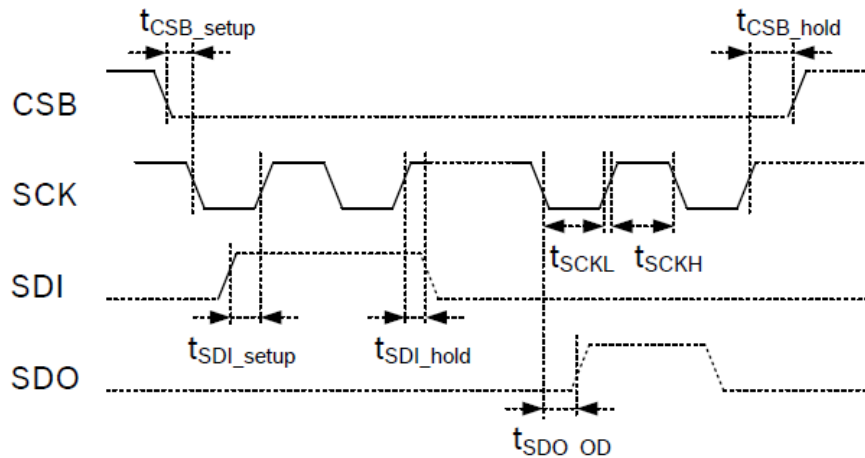 tCSB_setup
tCSB_hold
CSB
SCK
tSCKL
tSCKH
SDI
tSDI_setup
tSDI_hold
SDO
tSDO_OD